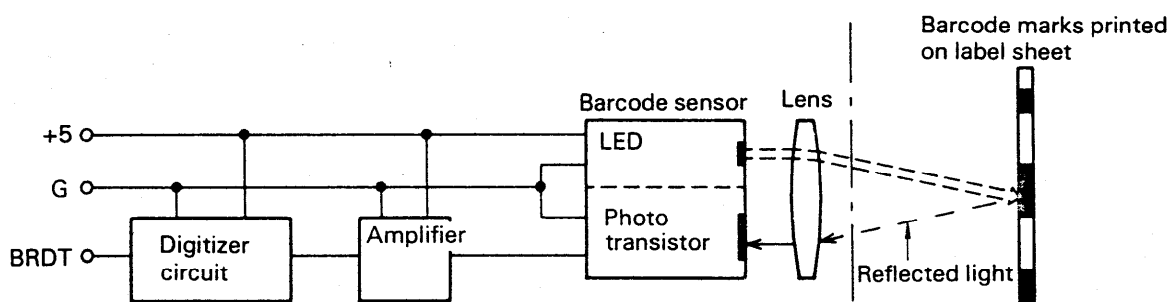 Barcode marks printed
on label sheet
Barcode sensor
Lens
+5
LED
G
Photo
transistor
Amplifier
Digitizer
circuit
BRDT
Reflected light